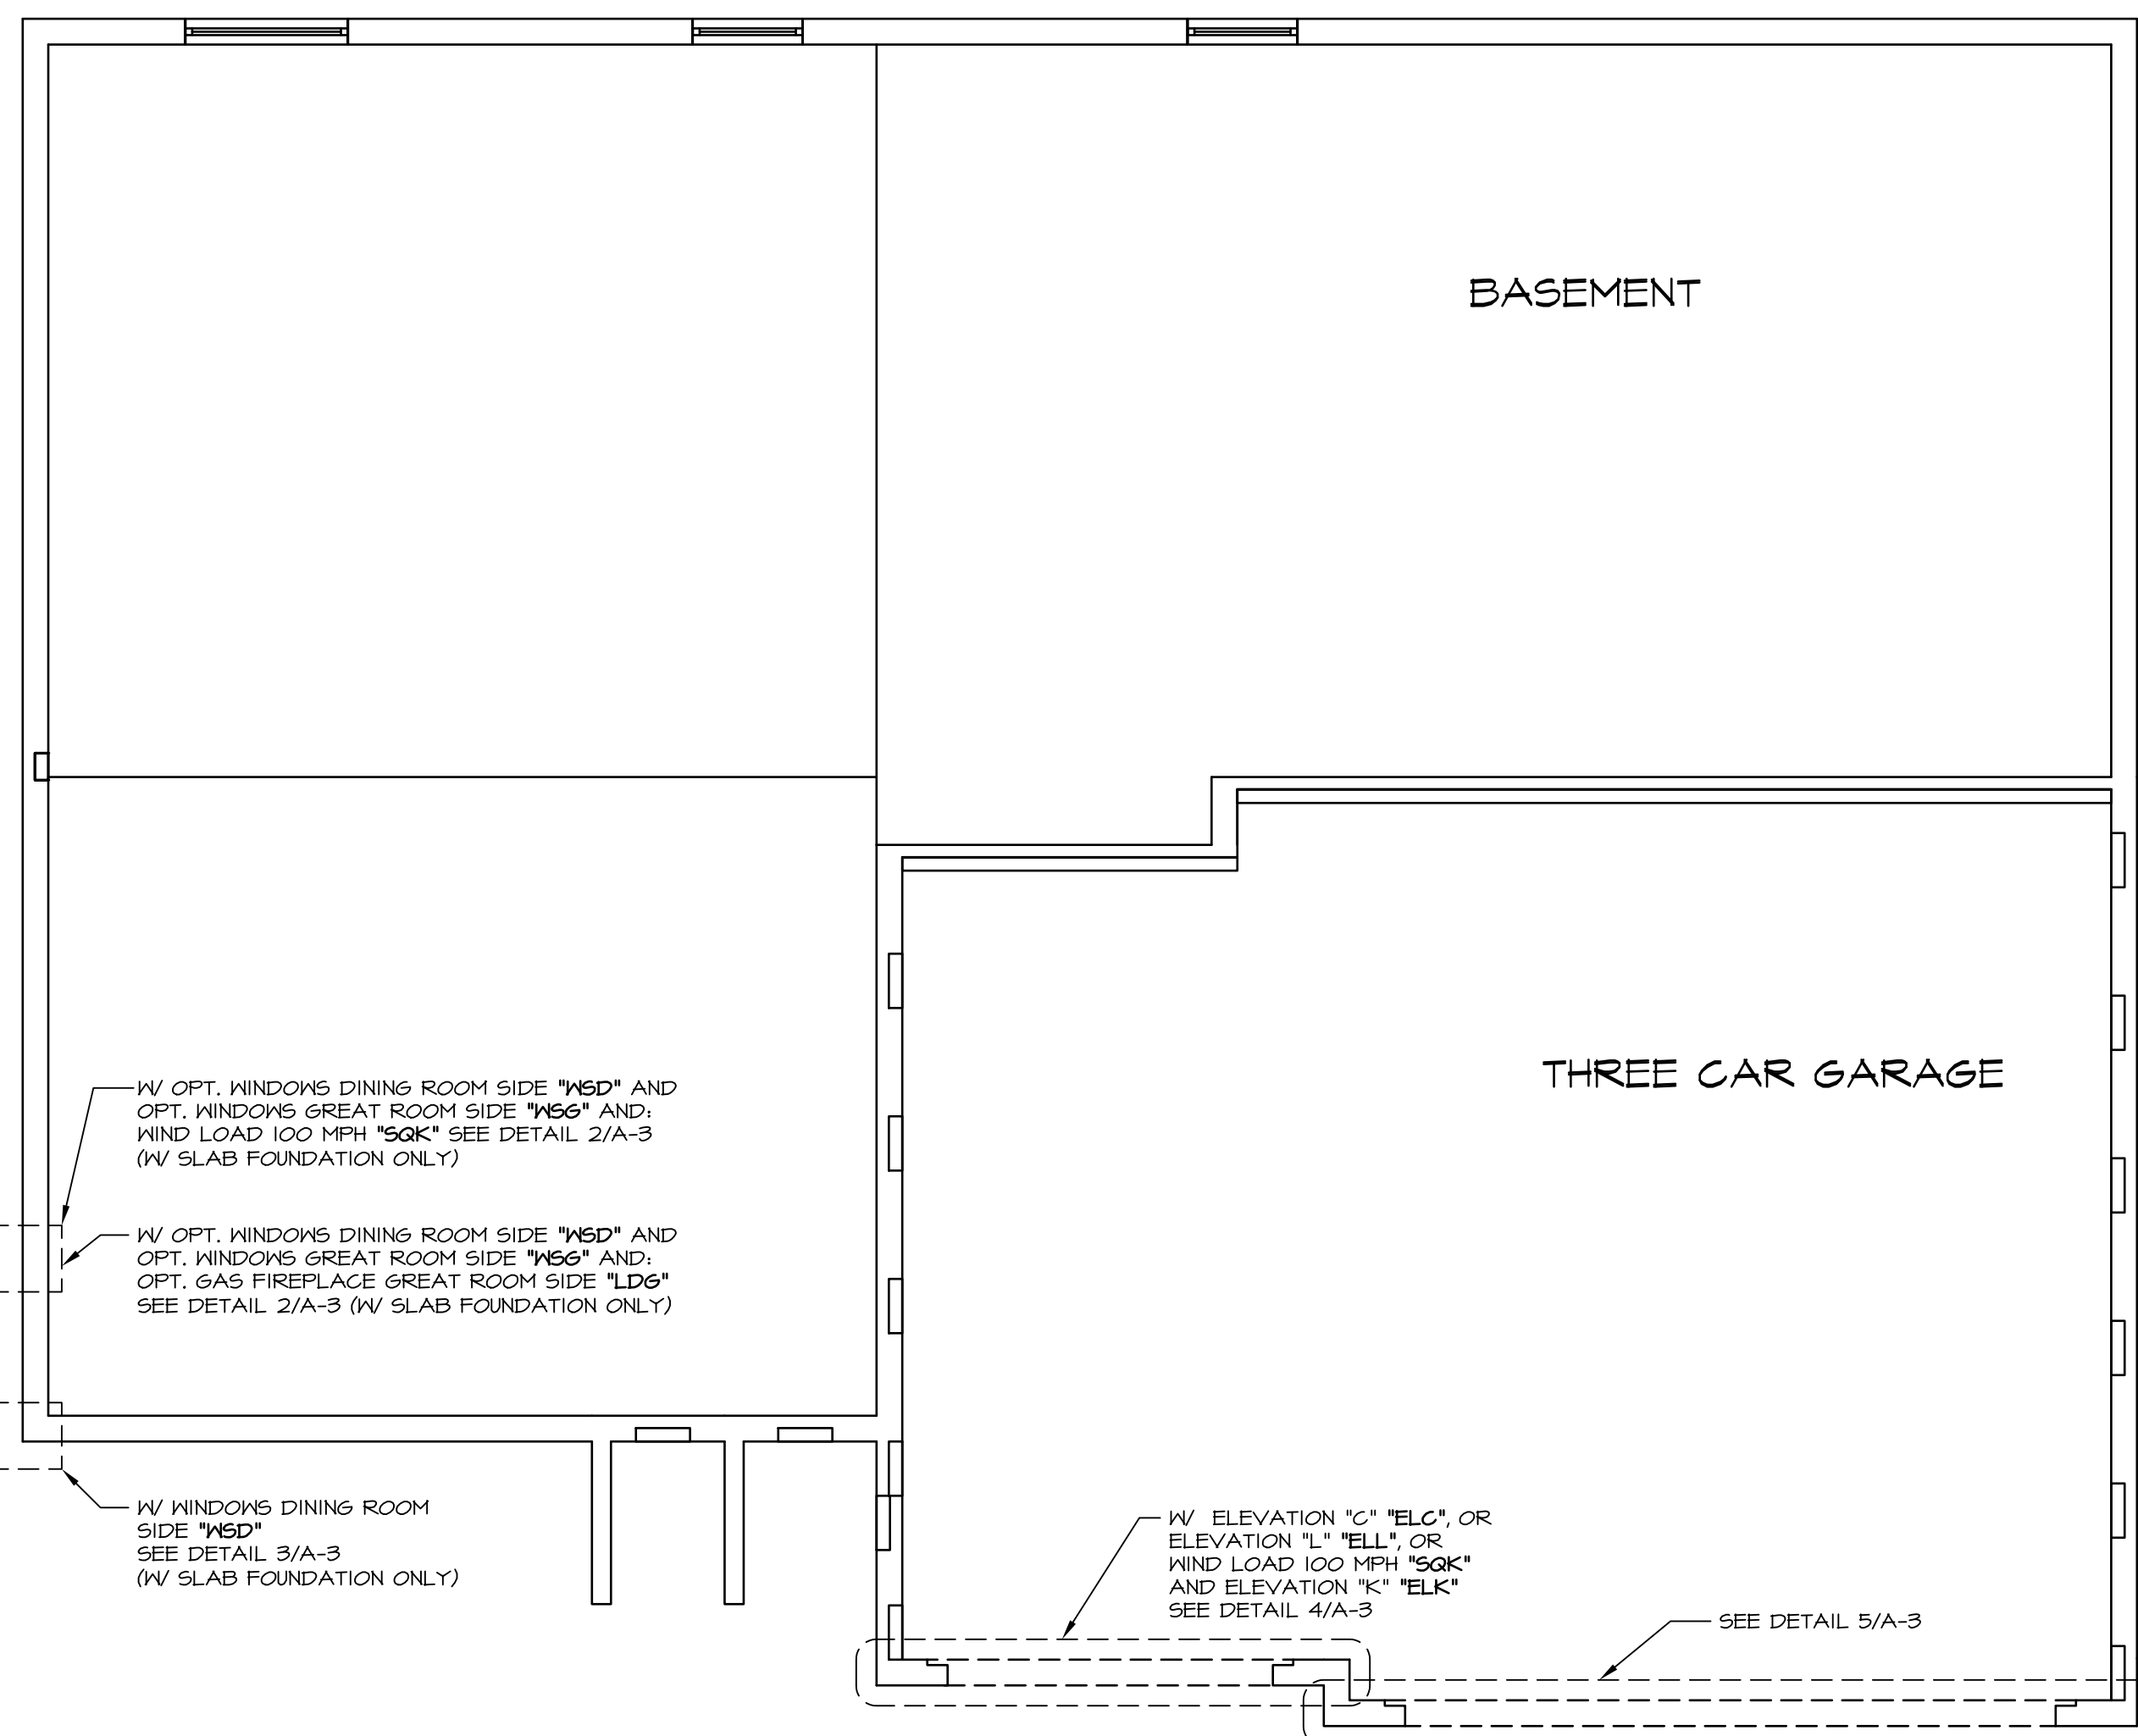 BASEMENT
THREE CAR GARAGE
W/ OPT. WINDOWS DINING ROOM SIDE "WSD" AND
OPT. WINDOWS GREAT ROOM SIDE "WSG" AND:
WIND LOAD 100 MPH "SQK" SEE DETAIL 2/A-3
(W/ SLAB FOUNDATION ONLY)
W/ OPT. WINDOWS DINING ROOM SIDE "WSD" AND
OPT. WINDOWS GREAT ROOM SIDE "WSG" AND:
OPT. GAS FIREPLACE GREAT ROOM SIDE "LDG"
SEE DETAIL 2/A-3 (W/ SLAB FOUNDATION ONLY)
W/ WINDOWS DINING ROOM
SIDE "WSD"
SEE DETAIL 3/A-3
(W/ SLAB FOUNDATION ONLY)
W/ ELEVATION "C" "ELC", OR
ELEVATION "L" "ELL", OR
WIND LOAD 100 MPH "SQK"
AND ELEVATION "K" "ELK"
SEE DETAIL 4/A-3
SEE DETAIL 5/A-3